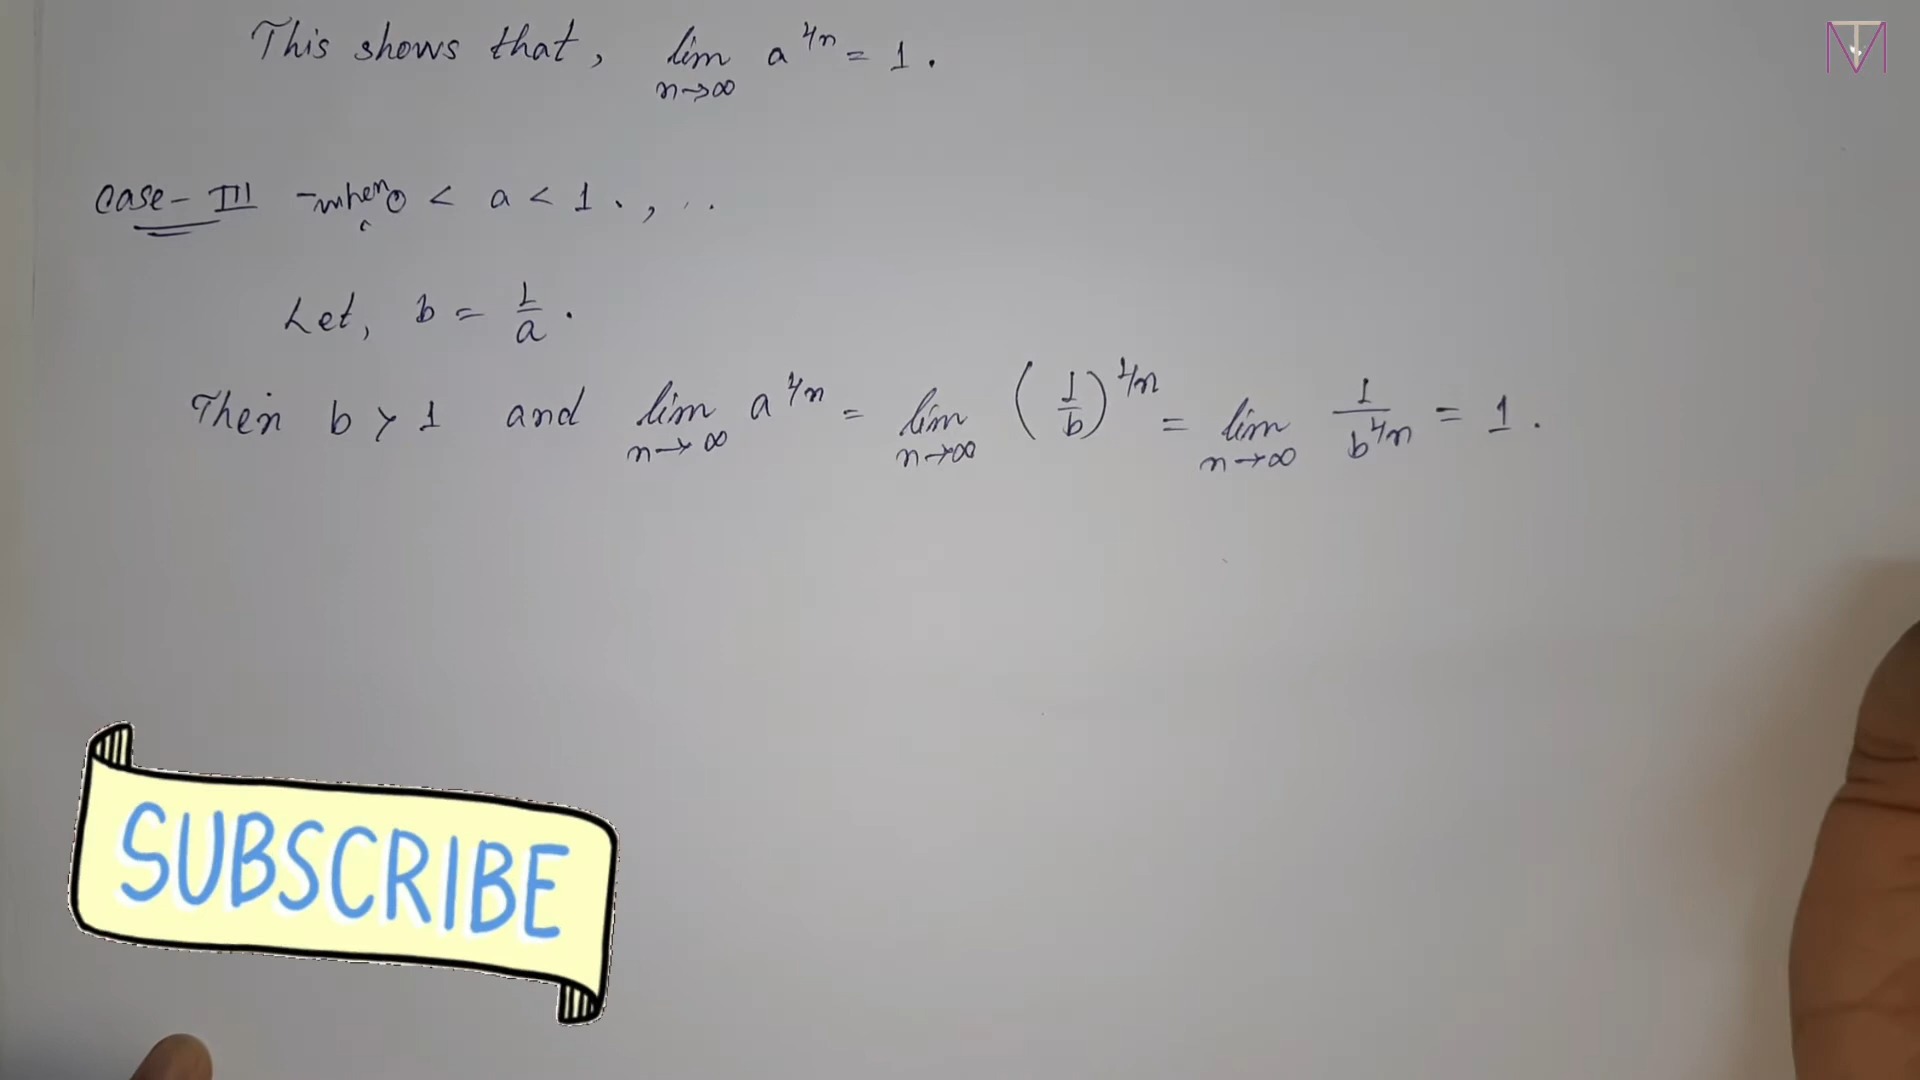 This shows that, lim n→∞ a^1/n = 1.
Case-III -when 0 < a < 1 . , ..
Let, b = 1/a .
Then b > 1 and lim n→∞ a^1/n = lim n→∞ (1/b)^1/n = lim n→∞ 1/b^1/n = 1 .
SUBSCRIBE